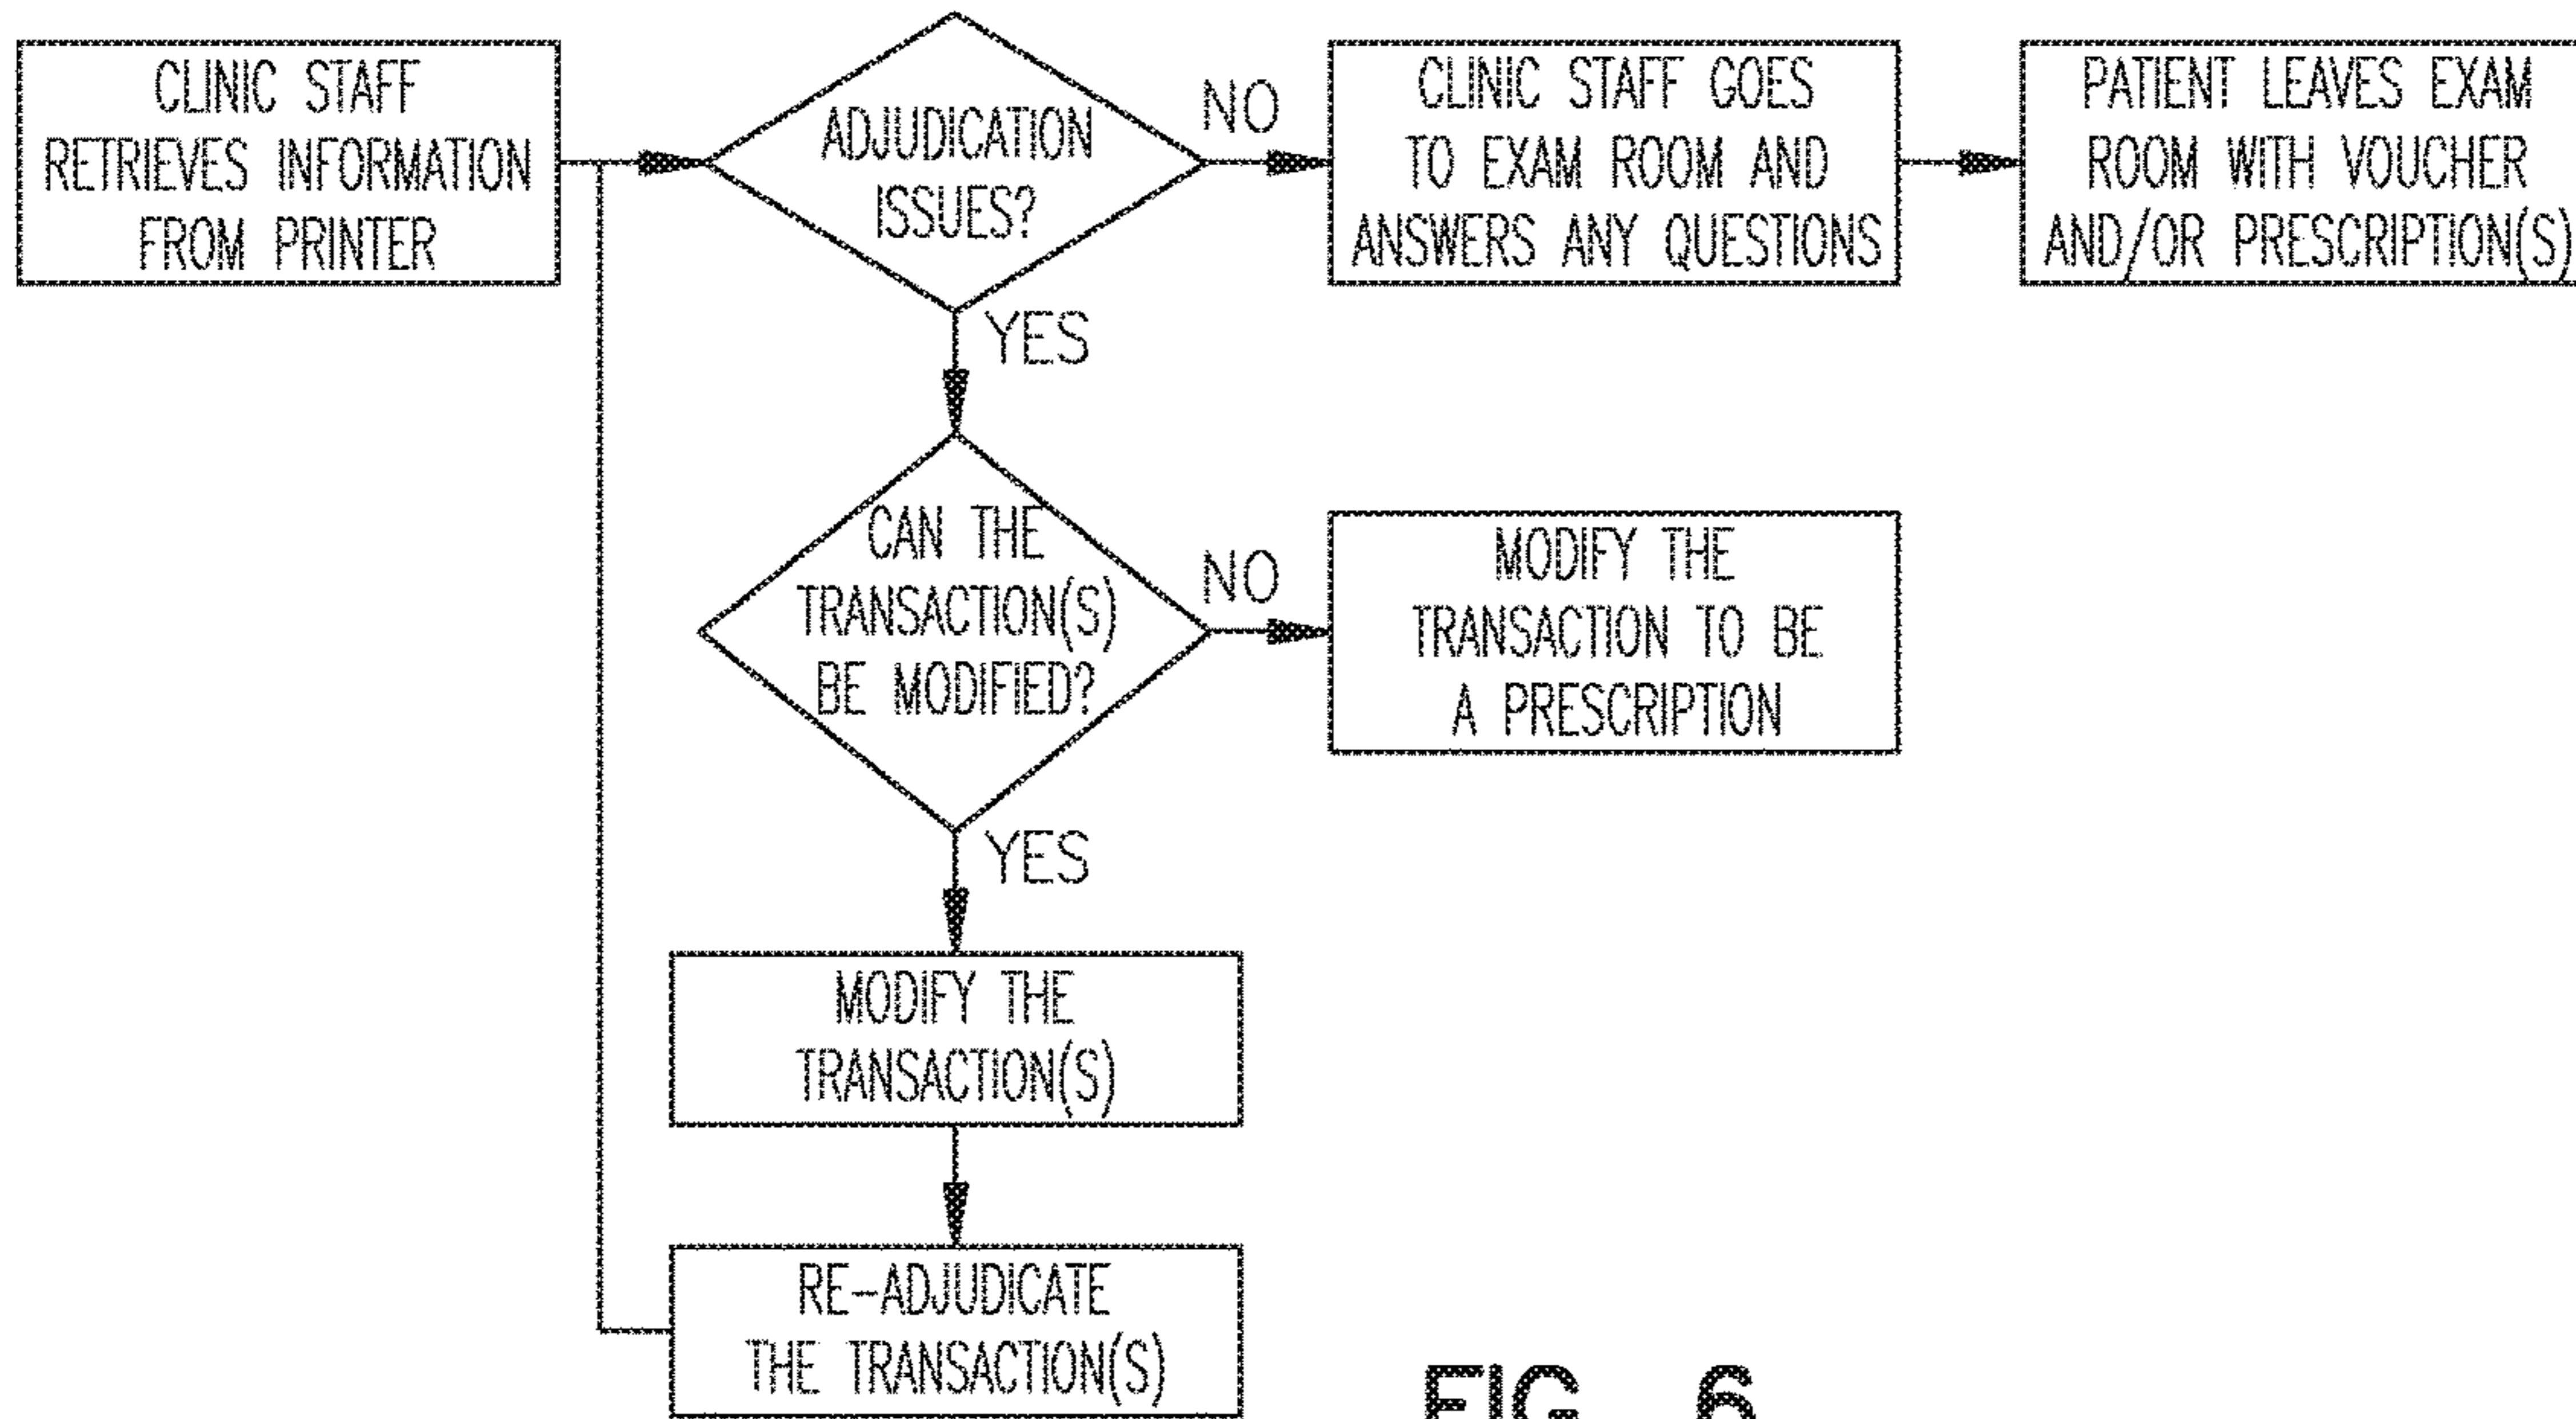 CLINIC STAFF
RETRIEVES INFORMATION
FROM PRINTER
ADJUDICATION
ISSUES?
NO
CLINIC STAFF GOES
TO EXAM ROOM AND
ANSWERS ANY QUESTIONS
PATIENT LEAVES EXAM
ROOM WITH VOUCHER
AND/OR PRESCRIPTION(S)
YES
CAN THE
TRANSACTION(S)
BE MODIFIED?
NO
MODIFY THE
TRANSACTION TO BE
A PRESCRIPTION
YES
MODIFY THE
TRANSACTION(S)
RE-ADJUDICATE
THE TRANSACTION(S)
FIG. 6